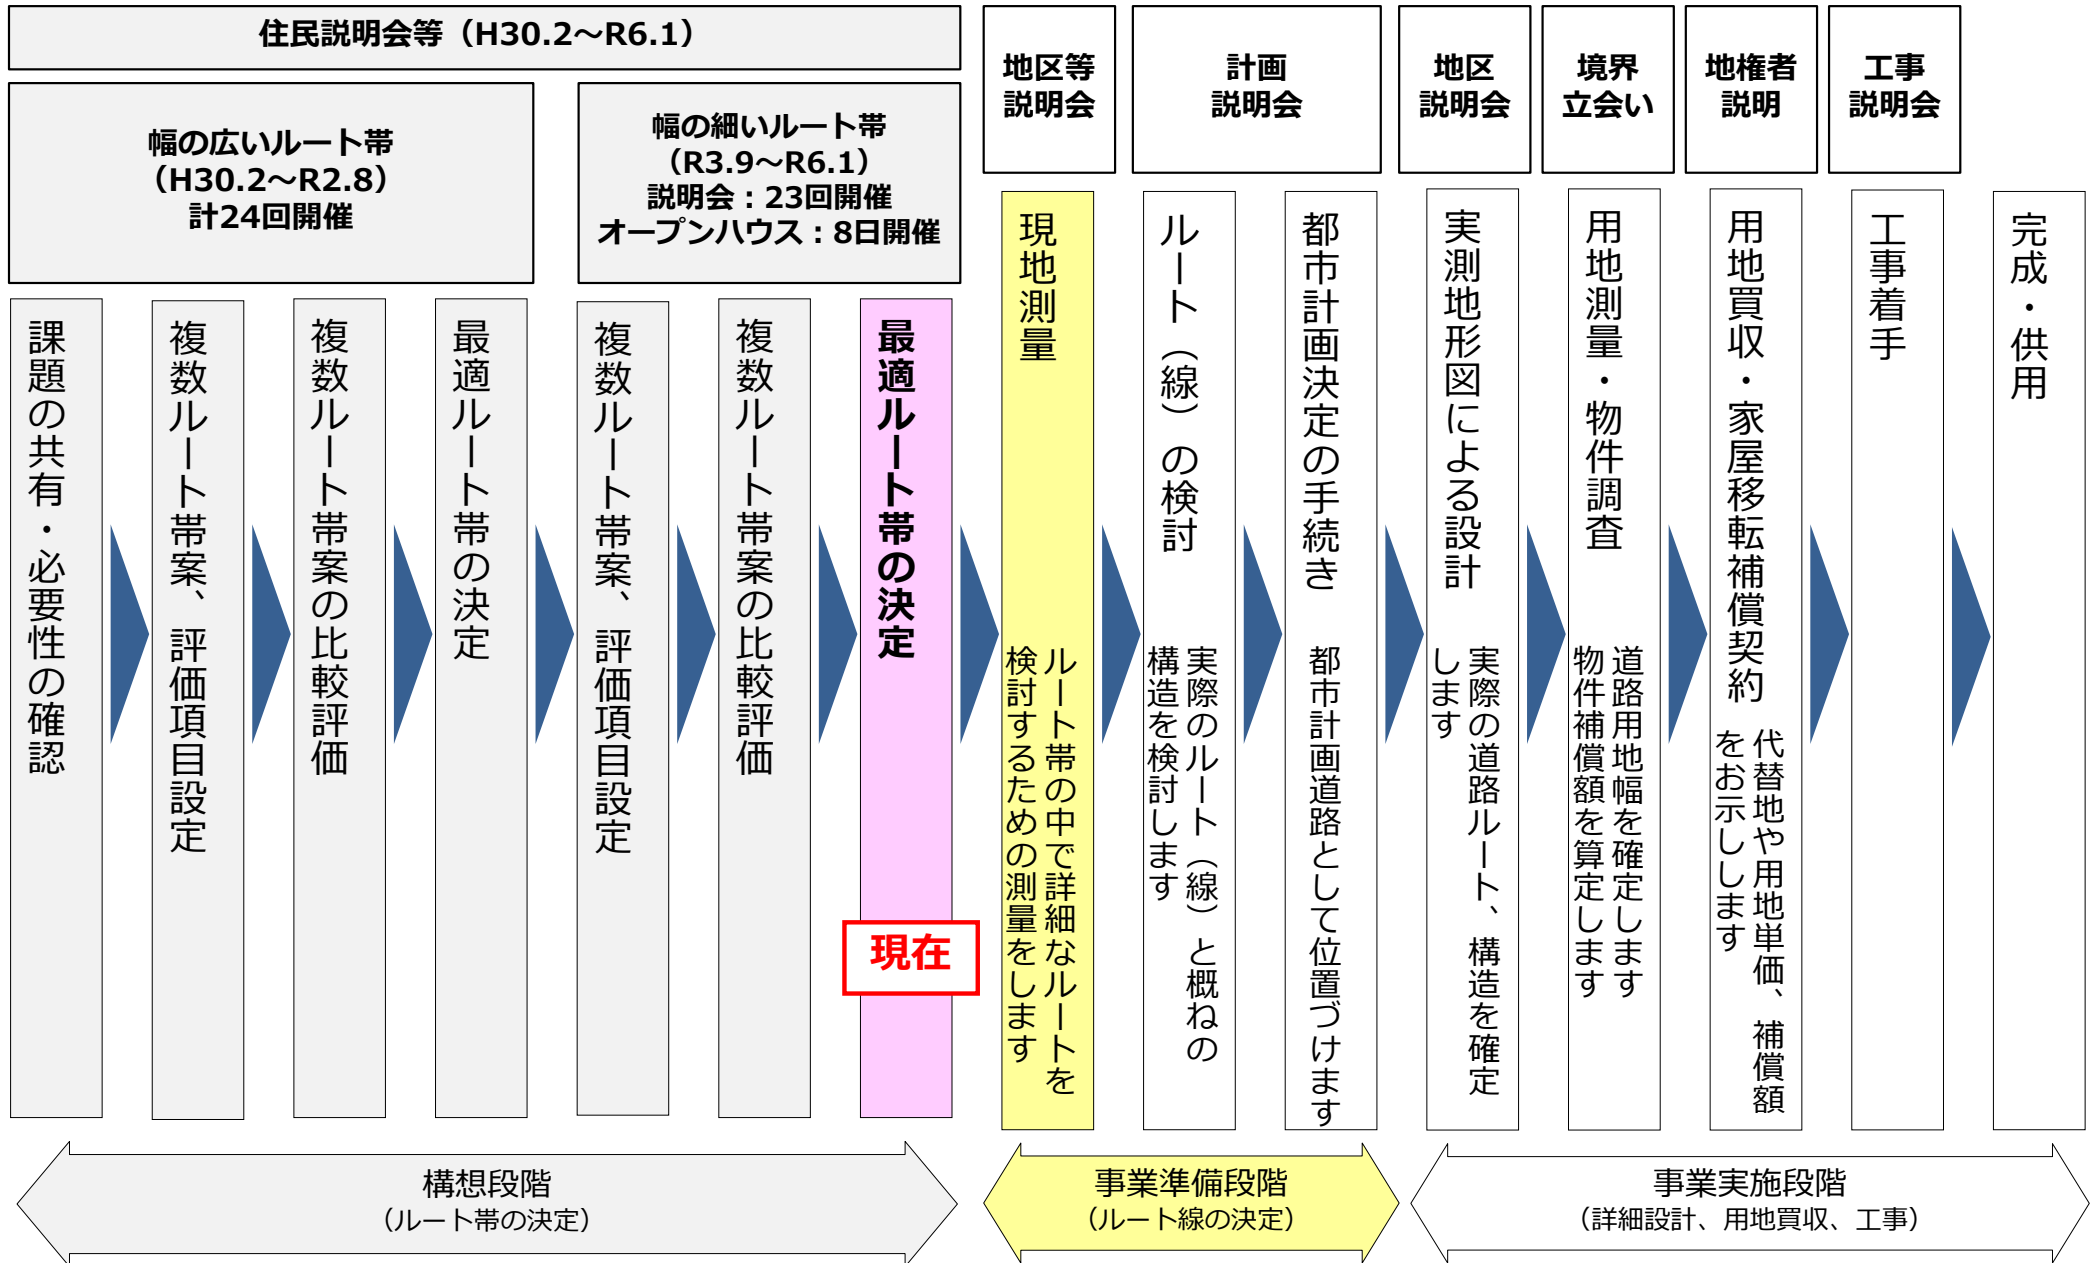 住民説明会等（H30.2～R6.1）
幅の広いルート帯
（H30.2～R2.8）
計24回開催
幅の細いルート帯
（R3.9～R6.1）
説明会：23回開催
オープンハウス：8日開催
地区等
説明会
計画
説明会
地区
説明会
境界
立会い
地権者
説明
工事
説明会
課題の共有・必要性の確認
複数ルート帯案、評価項目設定
複数ルート帯案の比較評価
最適ルート帯の決定
複数ルート帯案、評価項目設定
複数ルート帯案の比較評価
最適ルート帯の決定
現在
現地測量
ルート帯の中で詳細なルートを
検討するための測量をします
ルート（線）の検討
実際のルート（線）と概ねの
構造を検討します
都市計画決定の手続き
都市計画道路として位置づけます
実測地形図による設計
実際の道路ルート、構造を確定
します
用地測量・物件調査
道路用地幅を確定します
物件補償額を算定します
用地買収・家屋移転補償契約
代替地や用地単価、補償額
をお示しします
工事着手
完成・供用
構想段階
（ルート帯の決定）
事業準備段階
（ルート線の決定）
事業実施段階
（詳細設計、用地買収、工事）